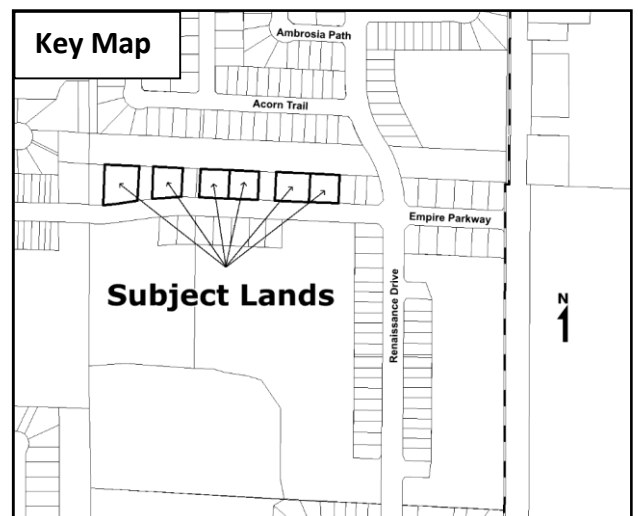 Key Map
Ambrosia Path
Acorn Trail
Empire Parkway
Subject Lands
Renaissance Drive
N